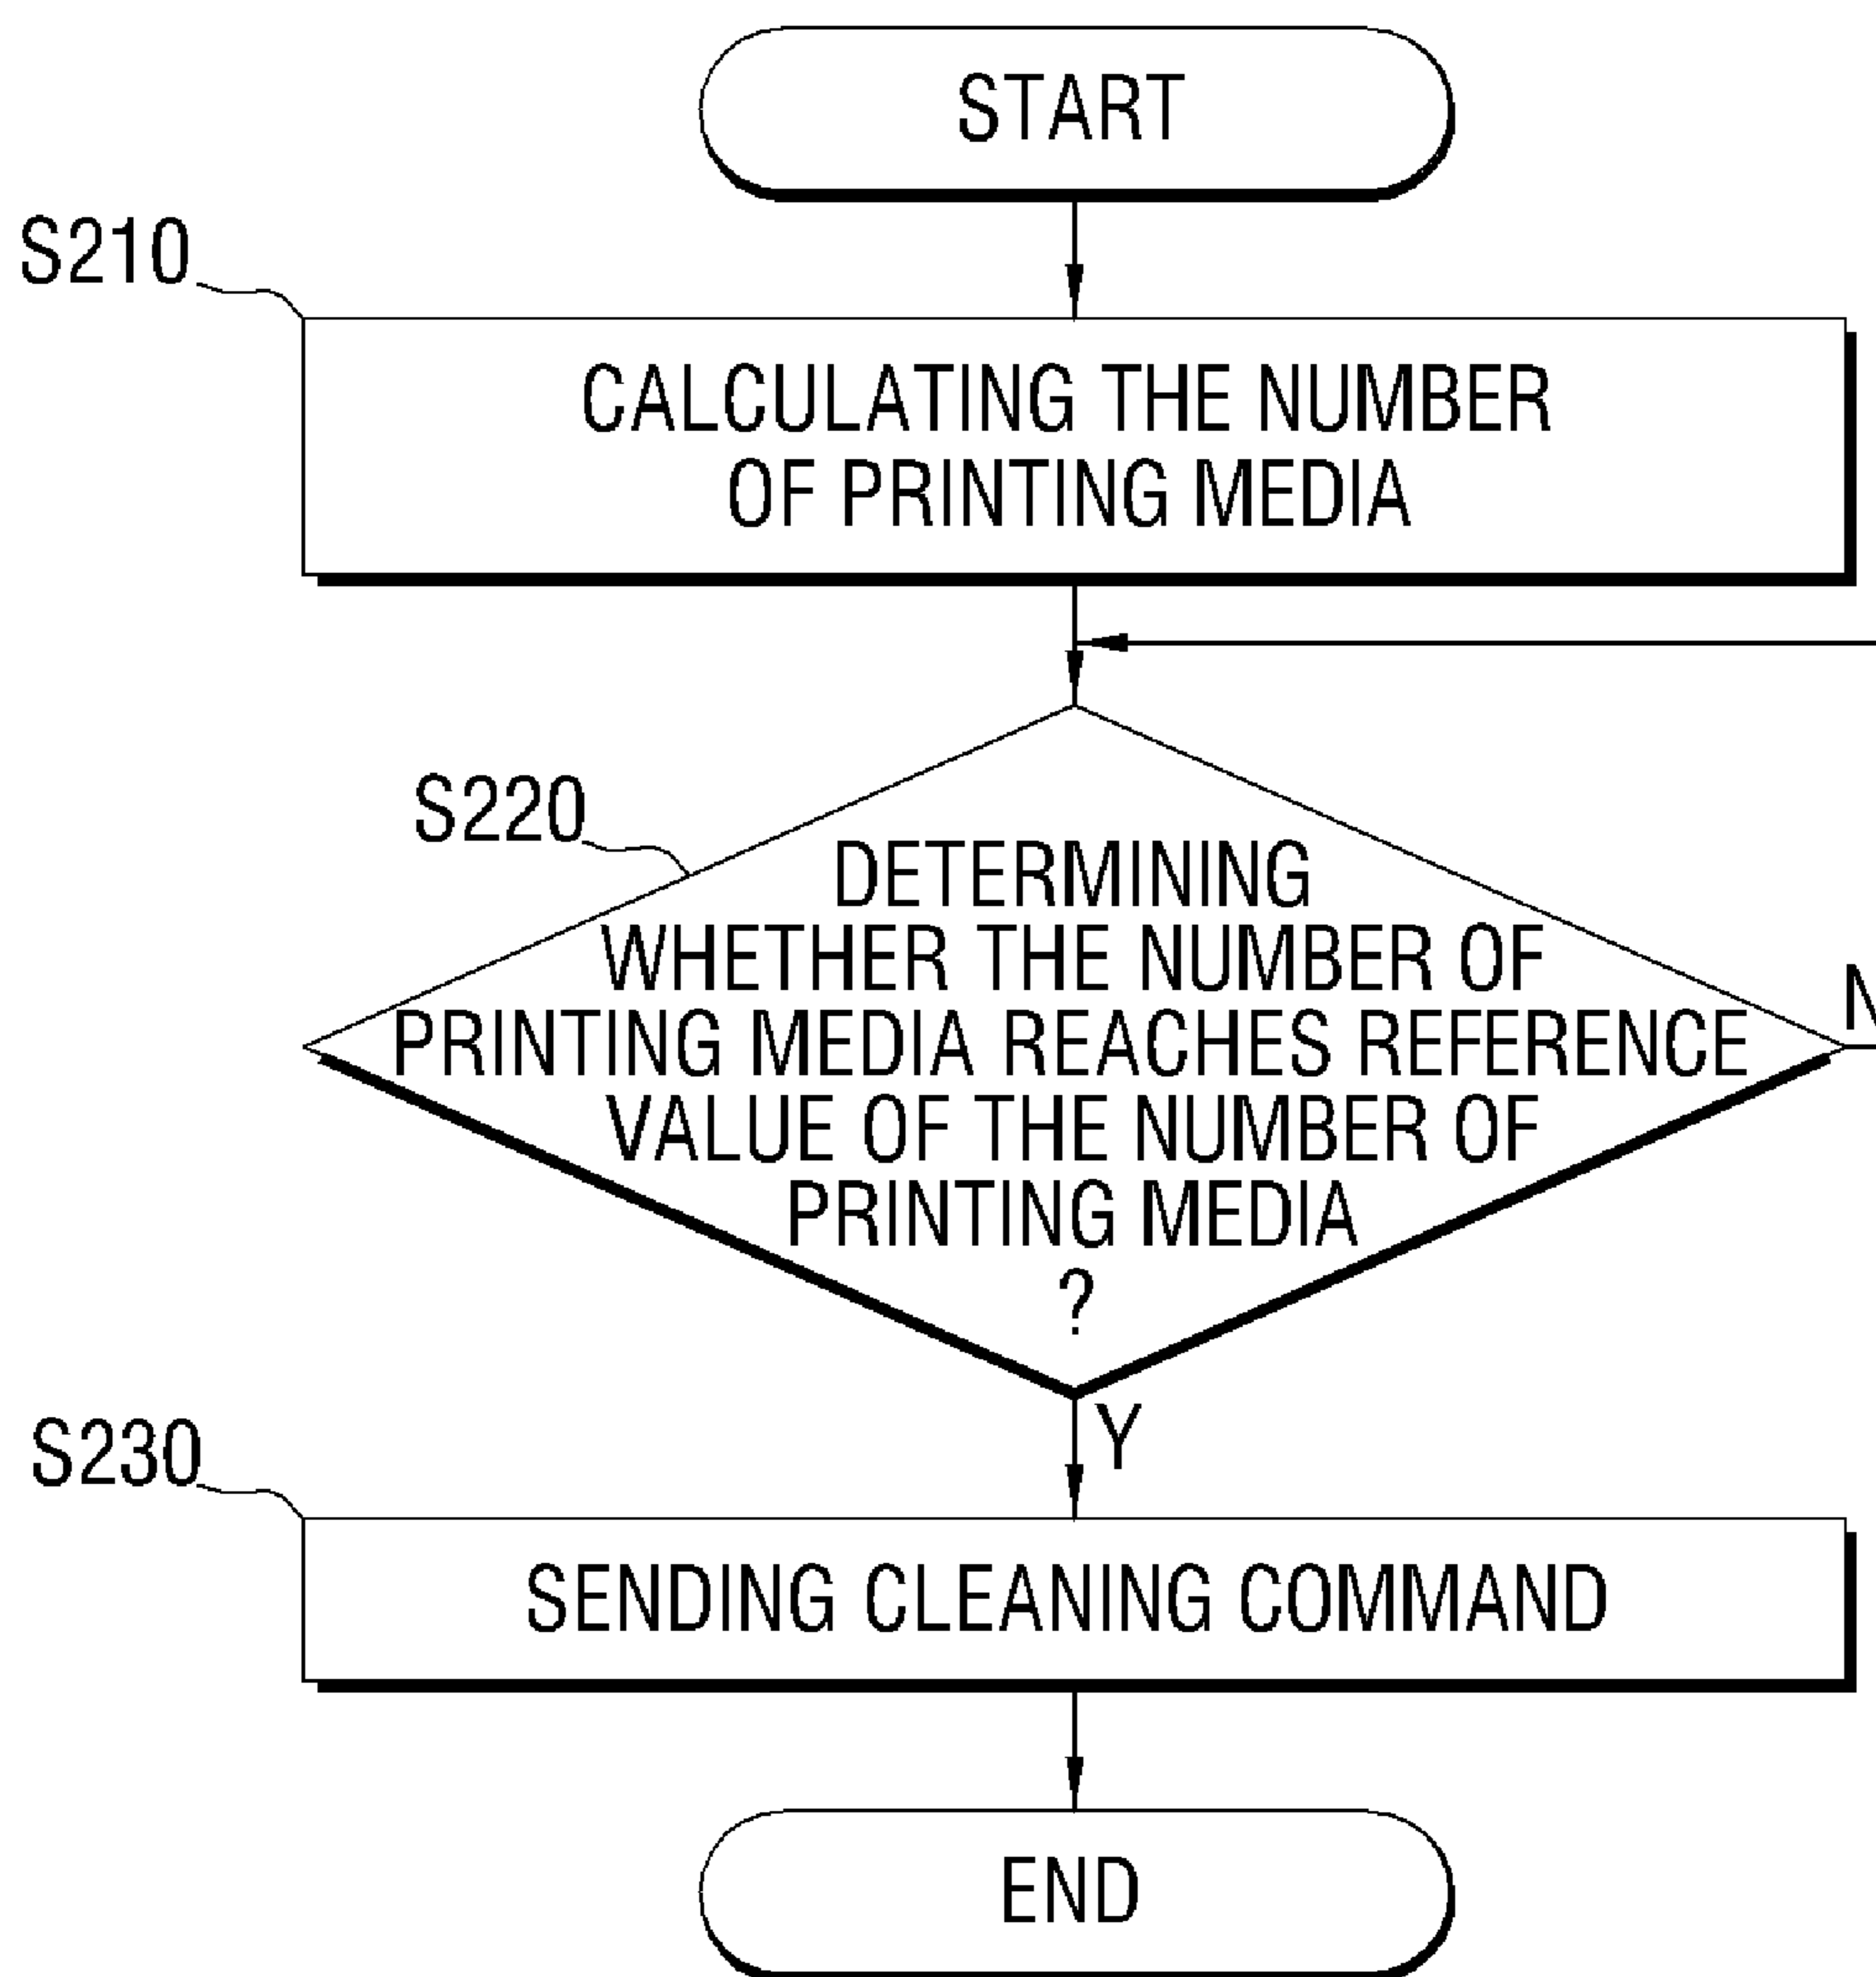 START
S210
CALCULATING THE NUMBER
OF PRINTING MEDIA
S220
DETERMINING
WHETHER THE NUMBER OF
PRINTING MEDIA REACHES REFERENCE
VALUE OF THE NUMBER OF
PRINTING MEDIA
?
N
Y
S230
SENDING CLEANING COMMAND
END